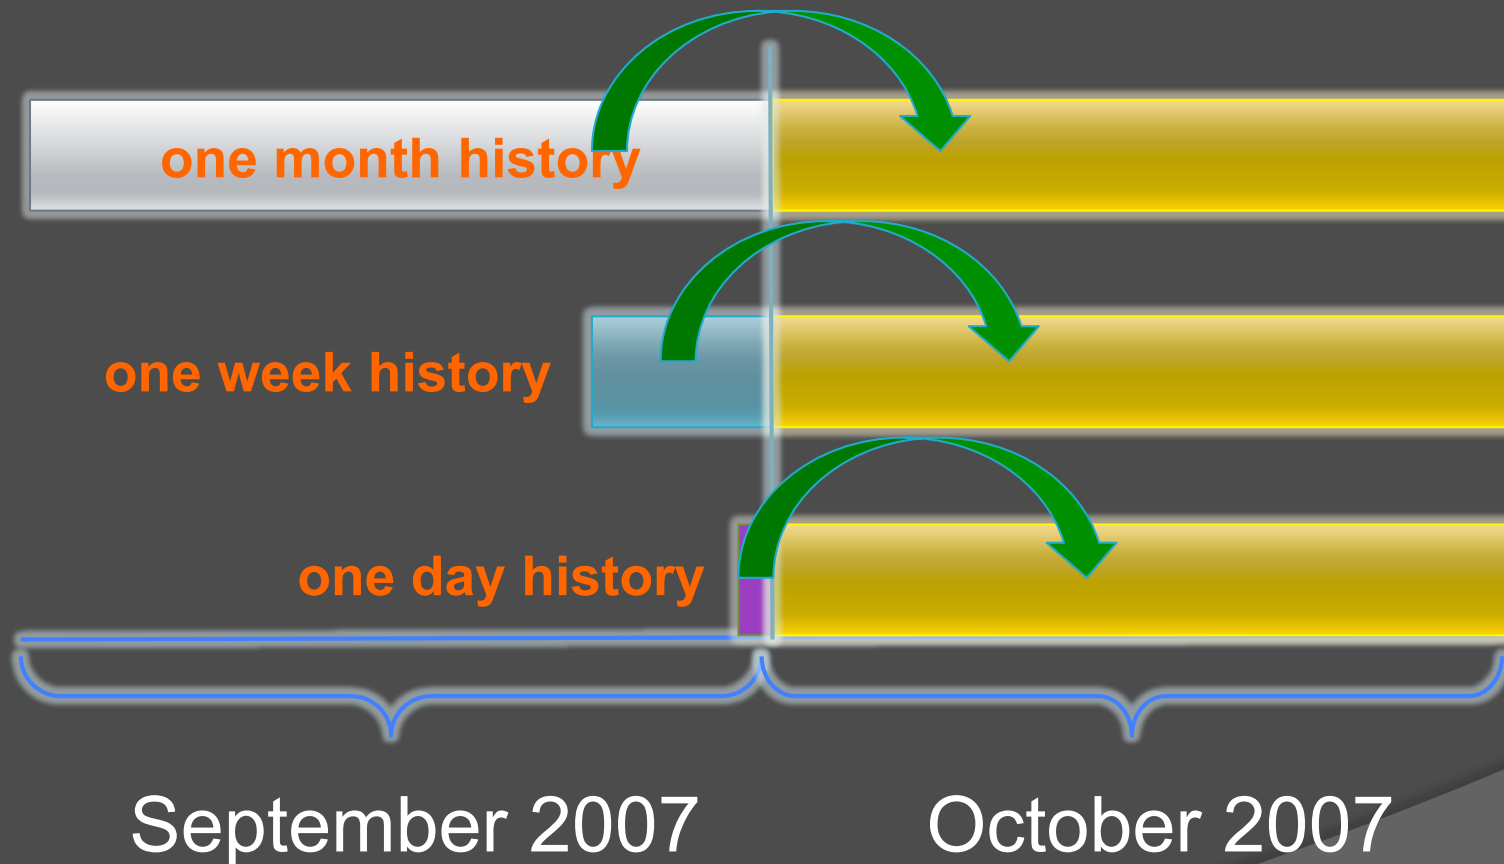 one month history
one week history
one day history
September 2007
October 2007